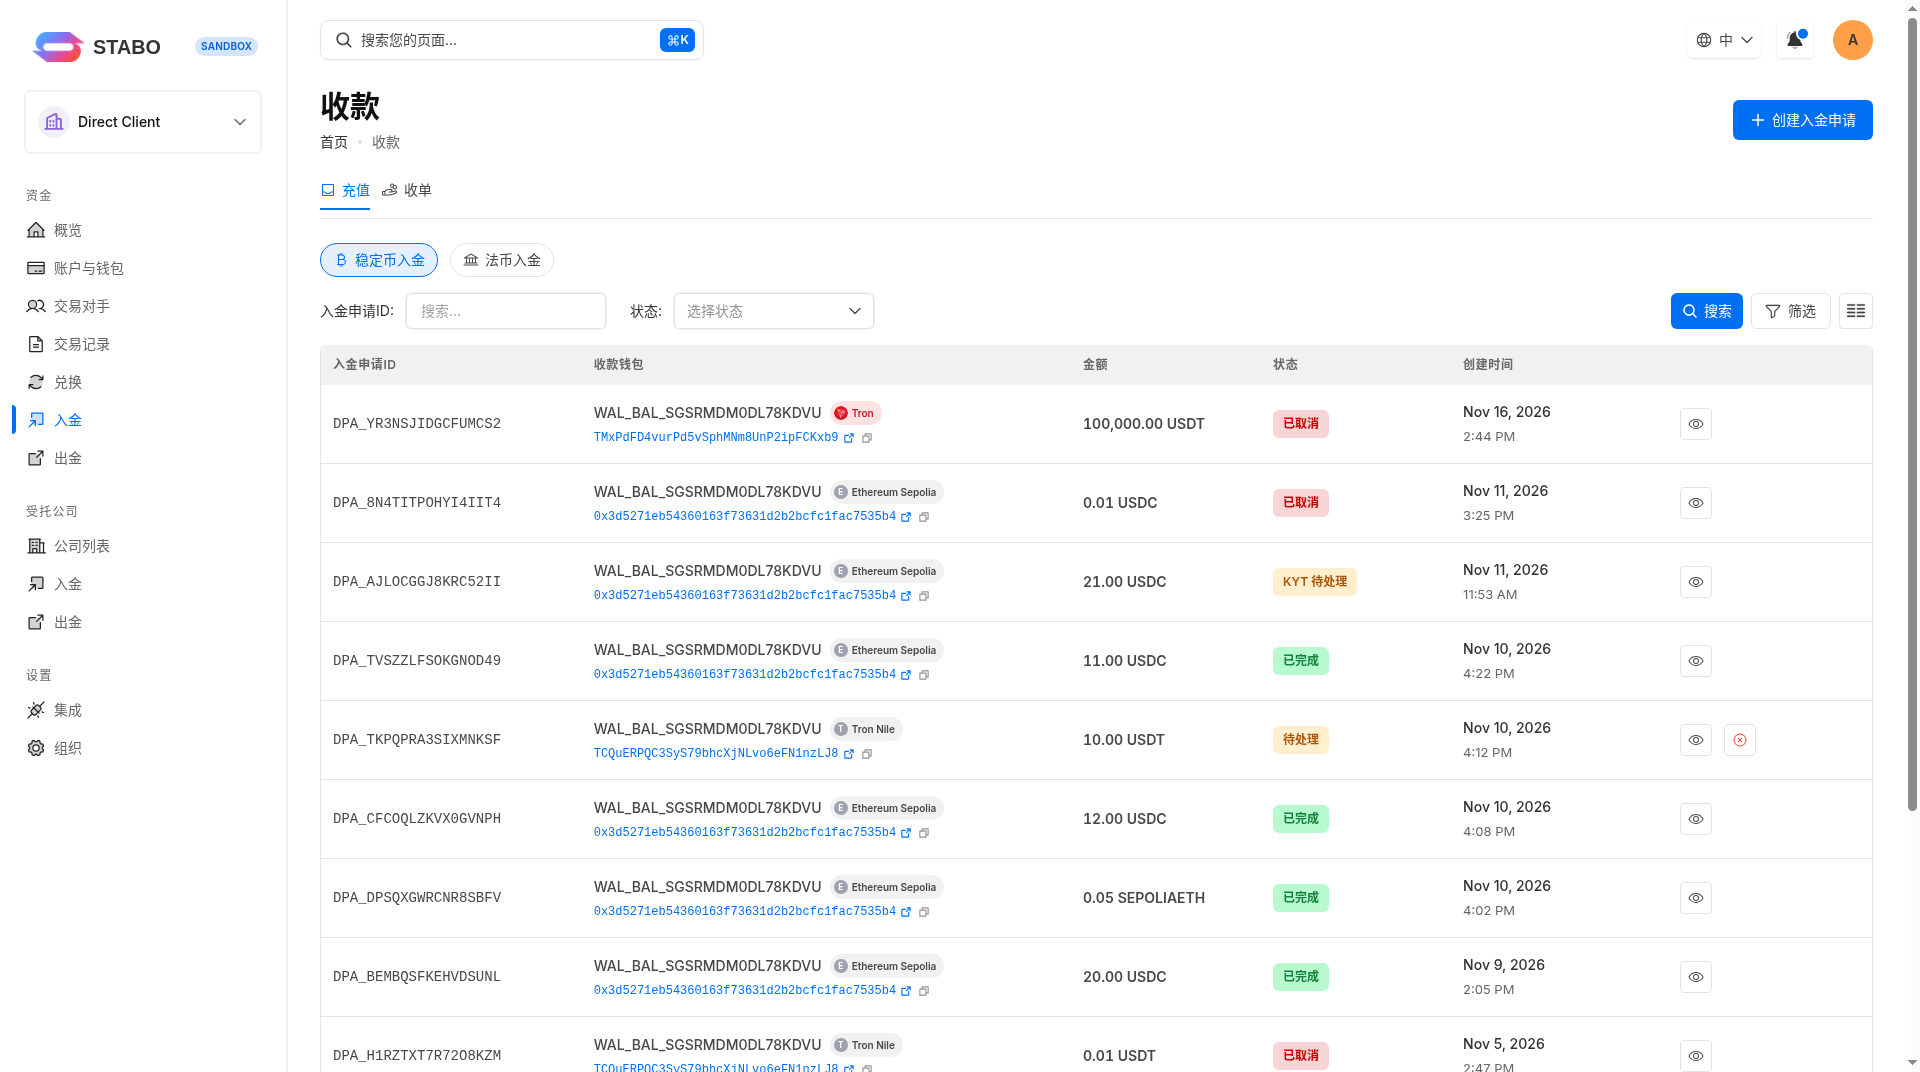 STABO
SANDBOX
搜索您的页面...
⌘K
中
A
Direct Client
收款
首页 • 收款
创建入金申请
资金
概览
账户与钱包
交易对手
交易记录
兑换
入金
出金
受托公司
公司列表
入金
出金
设置
集成
组织
充值
收单
稳定币入金
法币入金
入金申请ID:
搜索...
状态:
选择状态
搜索
筛选
入金申请ID 收款钱包 金额 状态 创建时间
DPA_YR3NSJIDGCFUMCS2
WAL_BAL_SGSRMDM0DL78KDVU Tron
TMxPdFD4vurPd5vSphMNm8UnP2ipFCKxb9
100,000.00 USDT
已取消
Nov 16, 2026
2:44 PM
DPA_8N4TITPOHYI4IIT4
WAL_BAL_SGSRMDM0DL78KDVU E Ethereum Sepolia
0x3d5271eb54360163f73631d2b2bcfc1fac7535b4
0.01 USDC
已取消
Nov 11, 2026
3:25 PM
DPA_AJLOCGGJ8KRC52II
WAL_BAL_SGSRMDM0DL78KDVU E Ethereum Sepolia
0x3d5271eb54360163f73631d2b2bcfc1fac7535b4
21.00 USDC
KYT 待处理
Nov 11, 2026
11:53 AM
DPA_TVSZZLFSOKGNOD49
WAL_BAL_SGSRMDM0DL78KDVU E Ethereum Sepolia
0x3d5271eb54360163f73631d2b2bcfc1fac7535b4
11.00 USDC
已完成
Nov 10, 2026
4:22 PM
DPA_TKPQPRA3SIXMNKSF
WAL_BAL_SGSRMDM0DL78KDVU T Tron Nile
TCQuERPQC3SyS79bhcXjNLvo6eFN1nzLJ8
10.00 USDT
待处理
Nov 10, 2026
4:12 PM
DPA_CFCOQLZKVX0GVNPH
WAL_BAL_SGSRMDM0DL78KDVU E Ethereum Sepolia
0x3d5271eb54360163f73631d2b2bcfc1fac7535b4
12.00 USDC
已完成
Nov 10, 2026
4:08 PM
DPA_DPSQXGWRCNR8SBFV
WAL_BAL_SGSRMDM0DL78KDVU E Ethereum Sepolia
0x3d5271eb54360163f73631d2b2bcfc1fac7535b4
0.05 SEPOLIAETH
已完成
Nov 10, 2026
4:02 PM
DPA_BEMBQSFKEHVDSUNL
WAL_BAL_SGSRMDM0DL78KDVU E Ethereum Sepolia
0x3d5271eb54360163f73631d2b2bcfc1fac7535b4
20.00 USDC
已完成
Nov 9, 2026
2:05 PM
DPA_H1RZTXT7R72O8KZM
WAL_BAL_SGSRMDM0DL78KDVU T Tron Nile
TCQuERPQC3SyS79bhcXjNLvo6eFN1nzLJ8
0.01 USDT
已取消
Nov 5, 2026
2:47 PM